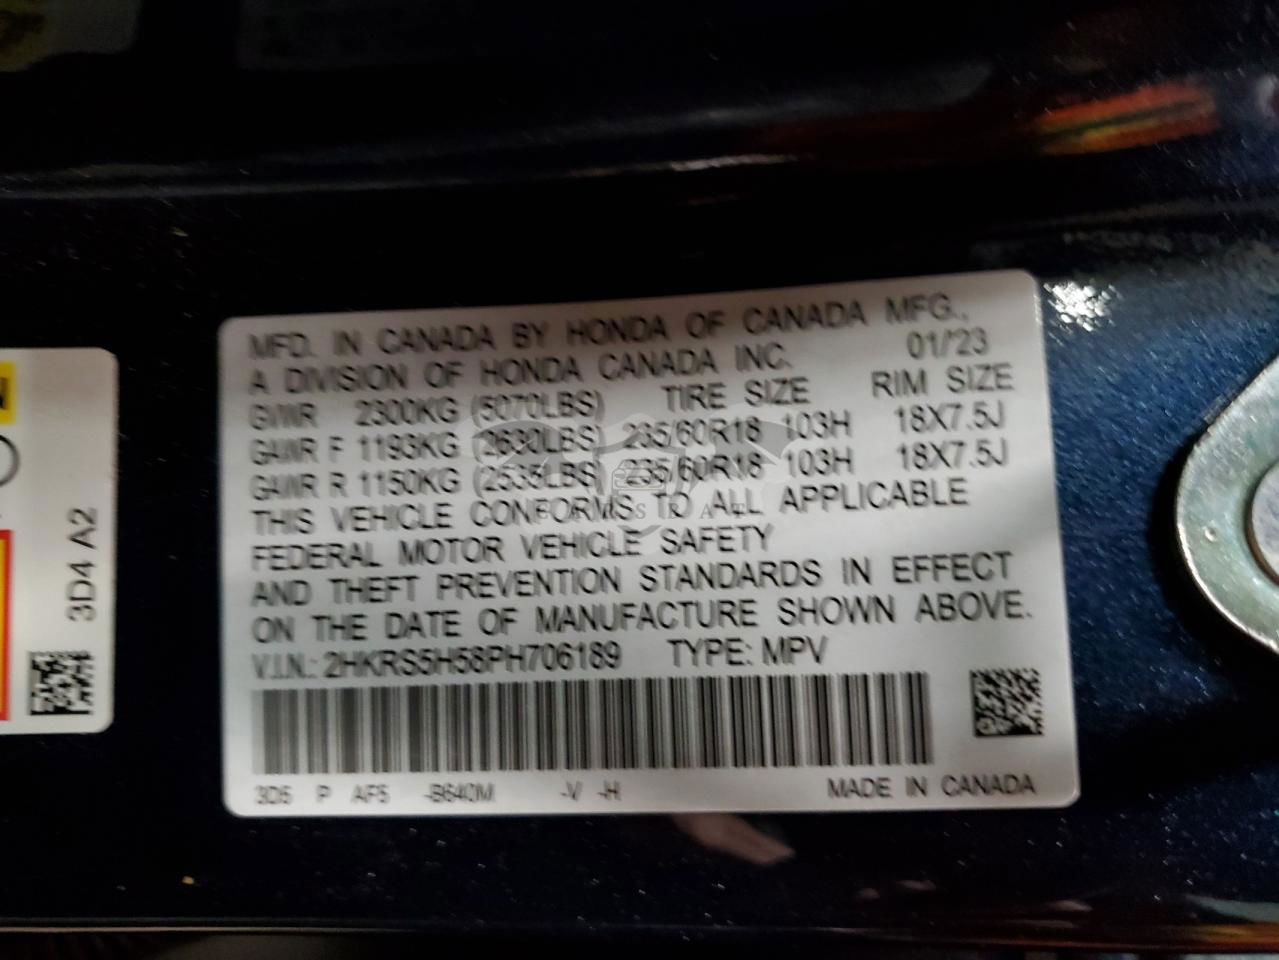 MFD. IN CANADA BY HONDA OF CANADA MFG.,
A DIVISION OF HONDA CANADA INC. 01/'23
GVWR 2300KG (5070LBS) TIRE SIZE RIM SIZE
GAWR F 1193KG (2630LBS) 235/60R18 103H 18X7.5J
GAWR R 1150KG (2535LBS) 235/60R18 103H 18X7.5J
THIS VEHICLE CONFORMS TO ALL APPLICABLE
FEDERAL MOTOR VEHICLE SAFETY
AND THEFT PREVENTION STANDARDS IN EFFECT
ON THE DATE OF MANUFACTURE SHOWN ABOVE.
V.I.N.: 2HKRS5H58PH706189 TYPE: MPV
3D5 P AF5 -B640M -V -H MADE IN CANADA
3D4 A2